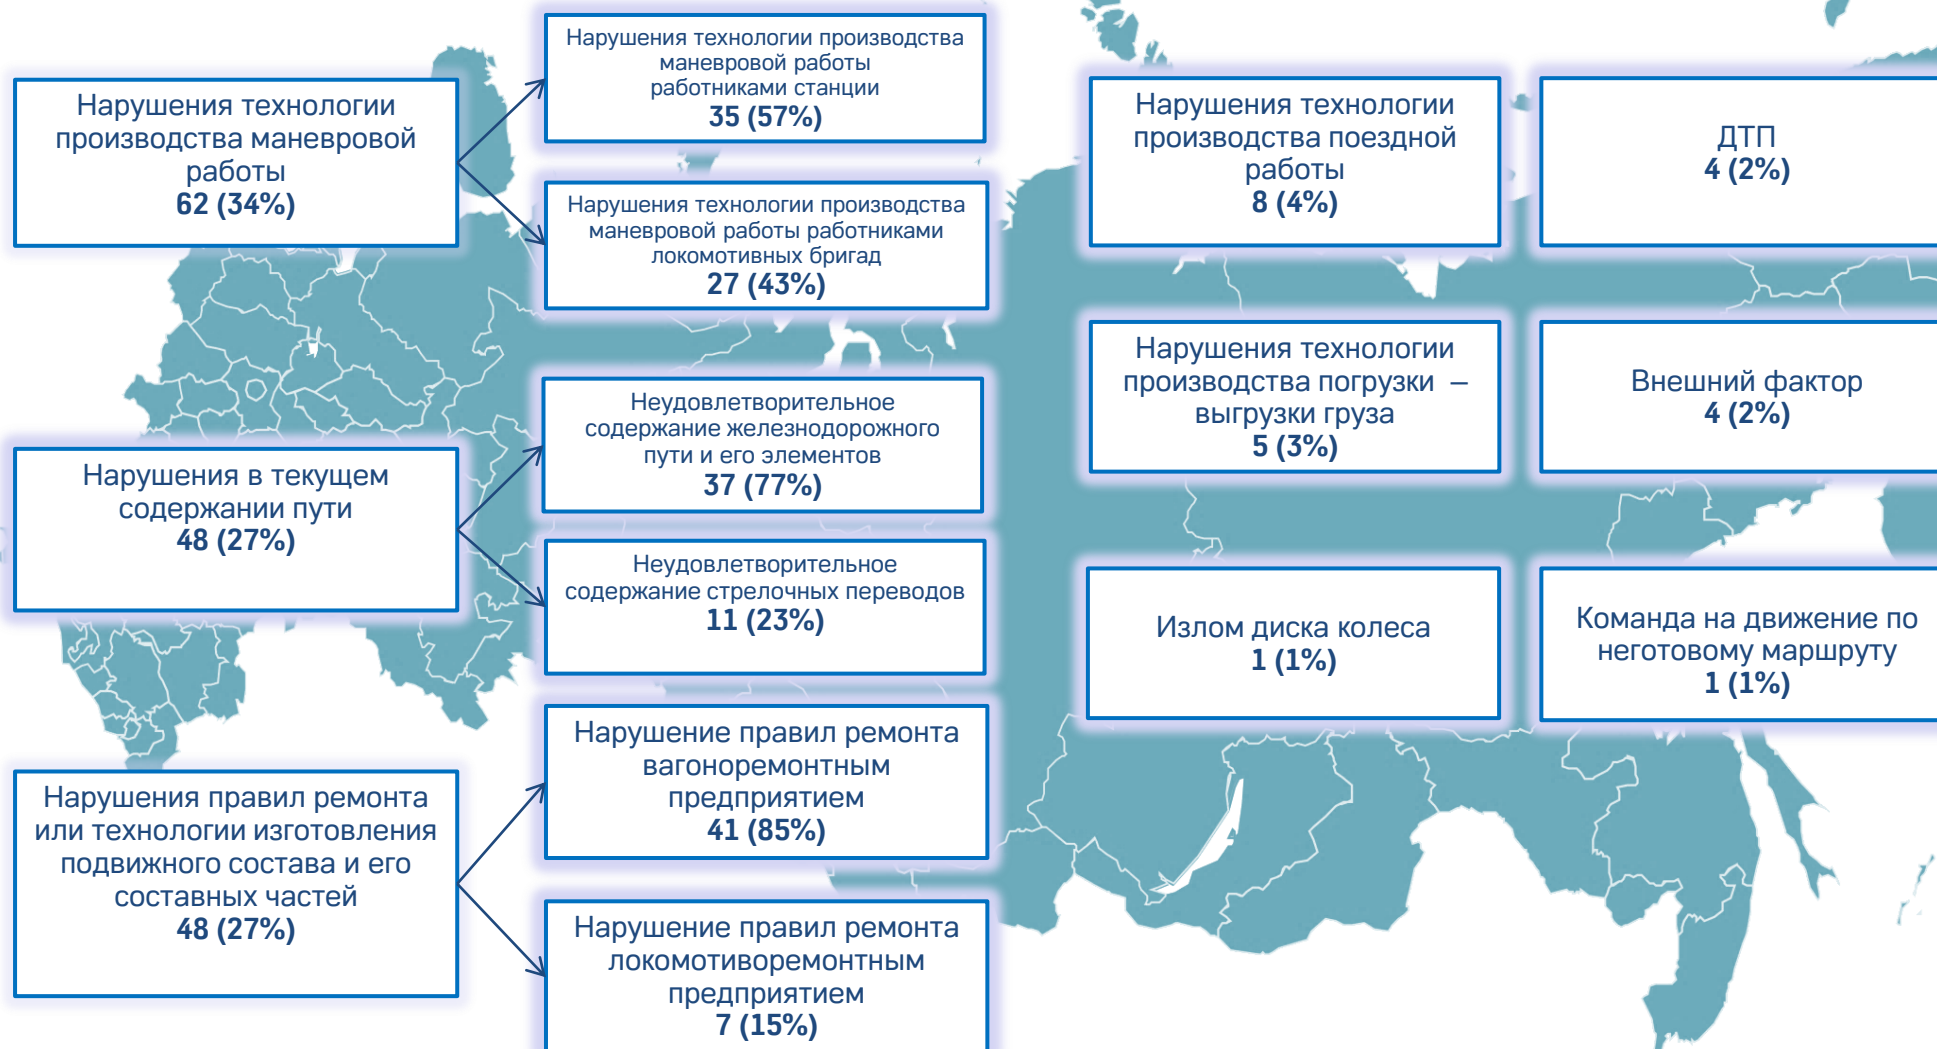 Нарушения технологии
производства маневровой
работы
62 (34%)
Нарушения технологии производства
маневровой работы
работниками станции
35 (57%)
Нарушения технологии производства
маневровой работы работниками
локомотивных бригад
27 (43%)
Нарушения в текущем
содержании пути
48 (27%)
Неудовлетворительное
содержание железнодорожного
пути и его элементов
37 (77%)
Неудовлетворительное
содержание стрелочных переводов
11 (23%)
Нарушения правил ремонта
или технологии изготовления
подвижного состава и его
составных частей
48 (27%)
Нарушение правил ремонта
вагоноремонтным
предприятием
41 (85%)
Нарушение правил ремонта
локомотиворемонтным
предприятием
7 (15%)
Нарушения технологии
производства поездной
работы
8 (4%)
ДТП
4 (2%)
Нарушения технологии
производства погрузки –
выгрузки груза
5 (3%)
Внешний фактор
4 (2%)
Излом диска колеса
1 (1%)
Команда на движение по
неготовому маршруту
1 (1%)